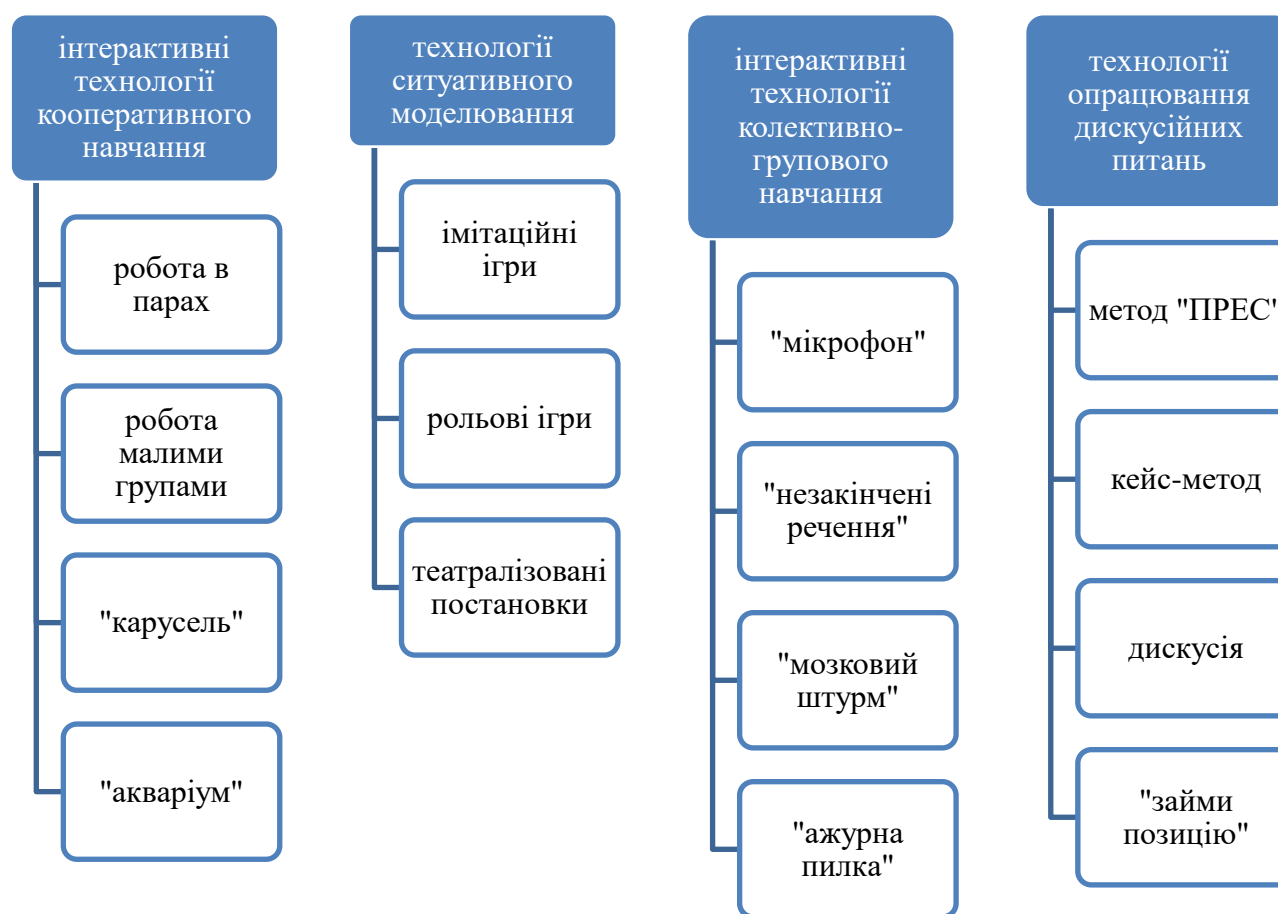 інтерактивні
технології
кооперативного
навчання
робота в
парах
робота
малими
групами
"карусель"
"акваріум"
технології
ситуативного
моделювання
імітаційні
ігри
рольові ігри
театралізовані
постановки
інтерактивні
технології
колективно-
групового
навчання
"мікрофон"
"незакінчені
речення"
"мозковий
штурм"
"ажурна
пилка"
технології
опрацювання
дискусійних
питань
метод "ПРЕС"
кейс-метод
дискусія
"займи
позицію"